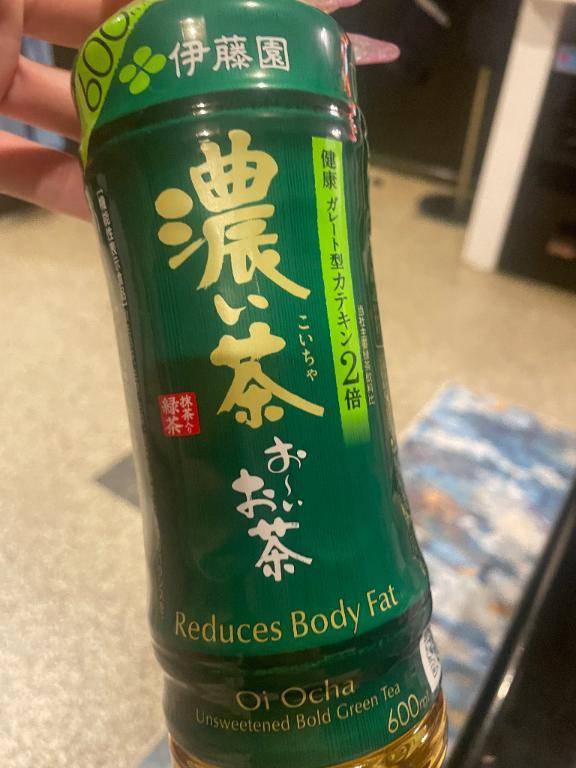 600
伊藤園
濃い茶
こいちゃ
健康 ガレート型 カテキン 2倍
抹茶入り
緑茶
お〜い
お茶
Reduces Body Fat
Oi Ocha
Unsweetened Bold Green Tea
600ml